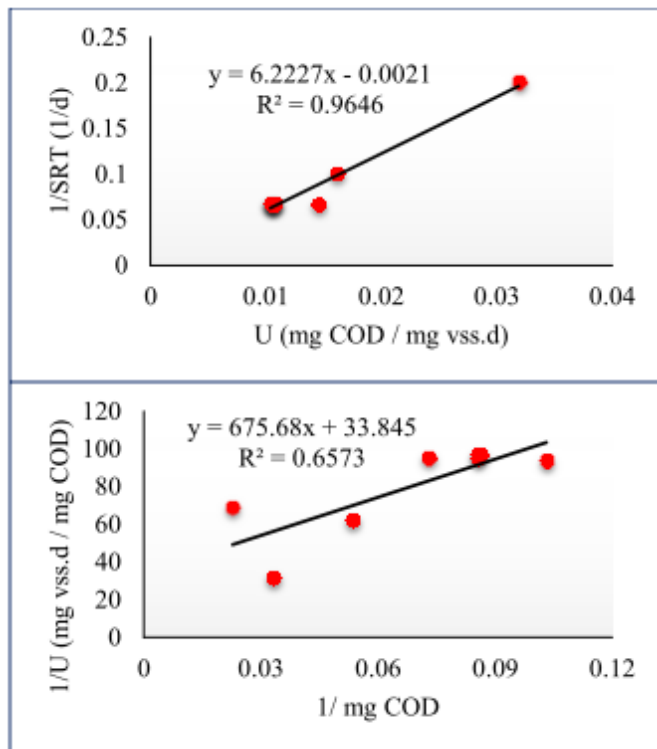 y = 6.2227x - 0.0021
R² = 0.9646
1/SRT (1/d)
0.25
0.2
0.15
0.1
0.05
0
0 0.01 0.02 0.03 0.04
U (mg COD / mg vss.d)
y = 675.68x + 33.845
R² = 0.6573
1/U (mg vss.d / mg COD)
120
100
80
60
40
20
0
0 0.03 0.06 0.09 0.12
1/ mg COD